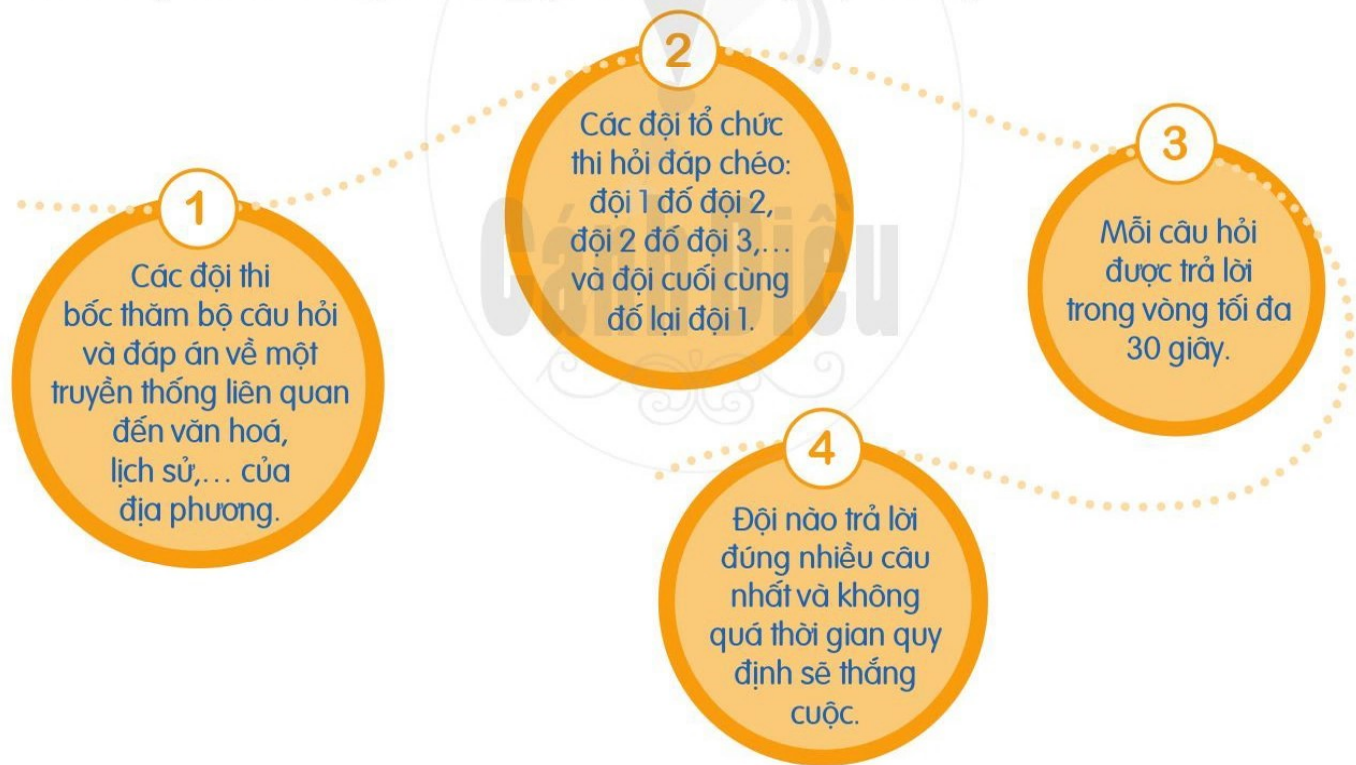 1
Các đội thi
bốc thăm bộ câu hỏi
và đáp án về một
truyền thống liên quan
đến văn hoá,
lịch sử,... của
địa phương.
2
Các đội tổ chức
thi hỏi đáp chéo:
đội 1 đố đội 2,
đội 2 đố đội 3,...
và đội cuối cùng
đố lại đội 1.
3
Mỗi câu hỏi
được trả lời
trong vòng tối đa
30 giây.
4
Đội nào trả lời
đúng nhiều câu
nhất và không
quá thời gian quy
định sẽ thắng
cuộc.
Cánh Diều